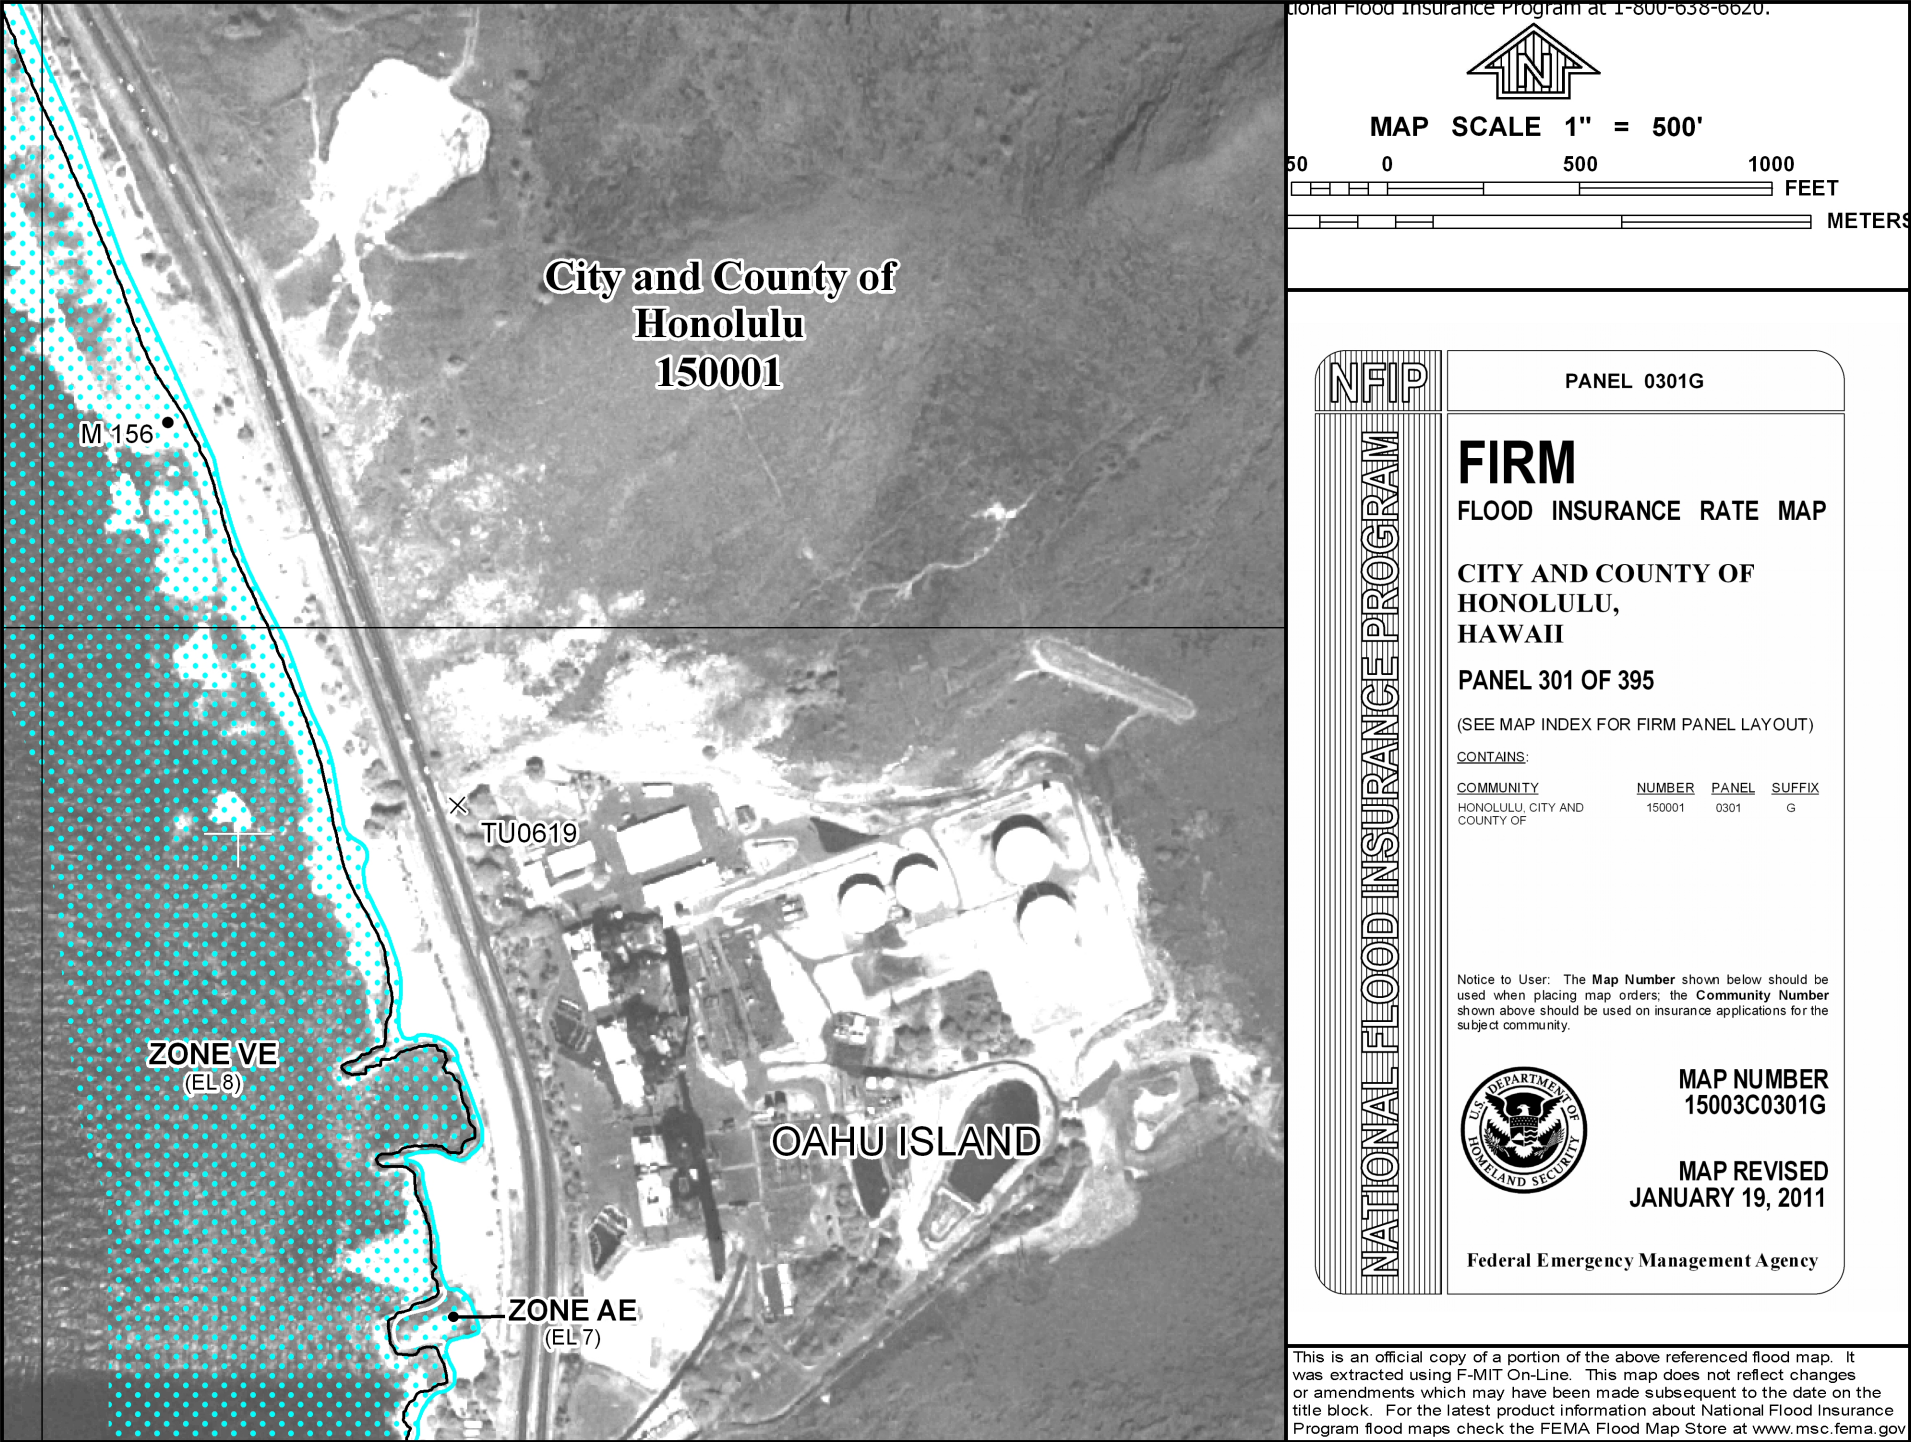 City and County of
Honolulu
150001
M 156
TU0619
ZONE VE
(EL 8)
OAHU ISLAND
ZONE AE
(EL 7)
tional Flood Insurance Program at 1-800-638-6620.
N
MAP SCALE 1" = 500'
50 0 500 1000
FEET
METERS
NFIP
PANEL 0301G
NATIONAL FLOOD INSURANCE PROGRAM
FIRM
FLOOD INSURANCE RATE MAP
CITY AND COUNTY OF
HONOLULU,
HAWAII
PANEL 301 OF 395
(SEE MAP INDEX FOR FIRM PANEL LAYOUT)
CONTAINS:
COMMUNITY NUMBER PANEL SUFFIX
HONOLULU, CITY AND 150001 0301 G
COUNTY OF
Notice to User: The Map Number shown below should be
used when placing map orders; the Community Number
shown above should be used on insurance applications for the
subject community.
U.S. DEPARTMENT OF
HOMELAND SECURITY
MAP NUMBER
15003C0301G
MAP REVISED
JANUARY 19, 2011
Federal Emergency Management Agency
This is an official copy of a portion of the above referenced flood map. It
was extracted using F-MIT On-Line. This map does not reflect changes
or amendments which may have been made subsequent to the date on the
title block. For the latest product information about National Flood Insurance
Program flood maps check the FEMA Flood Map Store at www.msc.fema.gov